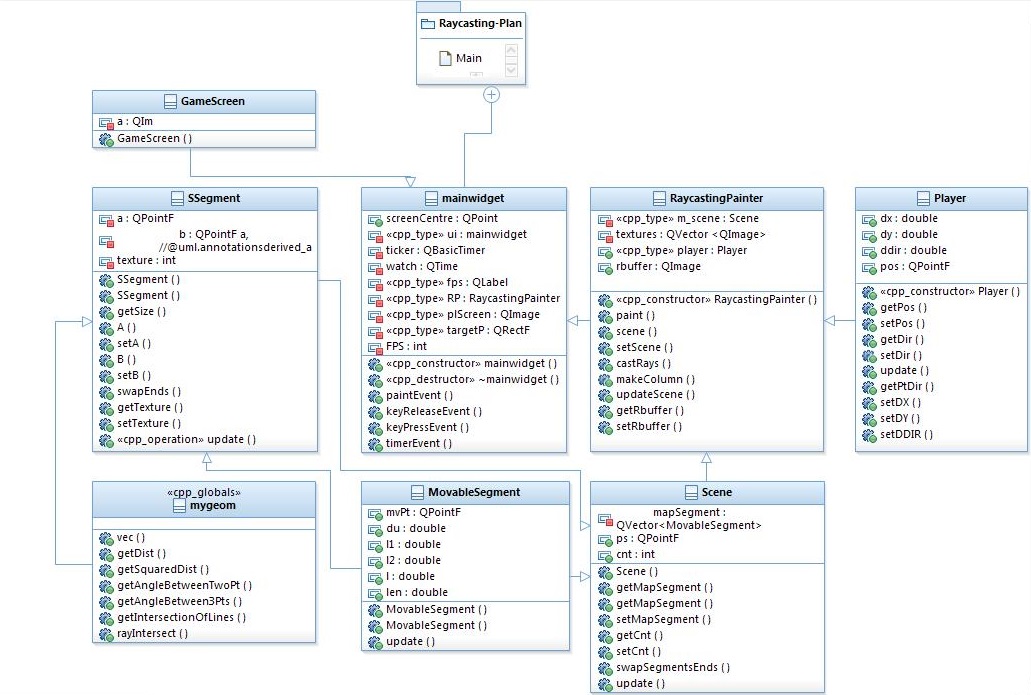 Raycasting-Plan
Main
GameScreen
a : QIm
GameScreen ( )
SSegment
a : QPointF
b : QPointF a,
//@uml.annotationsderived_a
texture : int
SSegment ( )
SSegment ( )
getSize ( )
A ( )
setA ( )
B ( )
setB ( )
swapEnds ( )
getTexture ( )
setTexture ( )
«cpp_operation» update ( )
mainwidget
screenCentre : QPoint
«cpp_type» ui : mainwidget
ticker : QBasicTimer
watch : QTime
«cpp_type» fps : QLabel
«cpp_type» RP : RaycastingPainter
«cpp_type» plScreen : QImage
«cpp_type» targetP : QRectF
FPS : int
«cpp_constructor» mainwidget ( )
«cpp_destructor» ~mainwidget ( )
paintEvent ( )
keyReleaseEvent ( )
keyPressEvent ( )
timerEvent ( )
RaycastingPainter
«cpp_type» m_scene : Scene
textures : QVector <QImage>
«cpp_type» player : Player
rbuffer : QImage
«cpp_constructor» RaycastingPainter ( )
paint ( )
scene ( )
setScene ( )
castRays ( )
makeColumn ( )
updateScene ( )
getRbuffer ( )
setRbuffer ( )
Player
dx : double
dy : double
ddir : double
pos : QPointF
«cpp_constructor» Player ( )
getPos ( )
setPos ( )
getDir ( )
setDir ( )
update ( )
getPtDir ( )
setDX ( )
setDY ( )
setDDIR ( )
«cpp_globals»
mygeom
vec ( )
getDist ( )
getSquaredDist ( )
getAngleBetweenTwoPt ( )
getAngleBetween3Pts ( )
getIntersectionOfLines ( )
rayIntersect ( )
MovableSegment
mvPt : QPointF
du : double
l1 : double
l2 : double
l : double
len : double
MovableSegment ( )
MovableSegment ( )
update ( )
Scene
mapSegment :
QVector<MovableSegment>
ps : QPointF
cnt : int
Scene ( )
getMapSegment ( )
getMapSegment ( )
setMapSegment ( )
getCnt ( )
setCnt ( )
swapSegmentsEnds ( )
update ( )